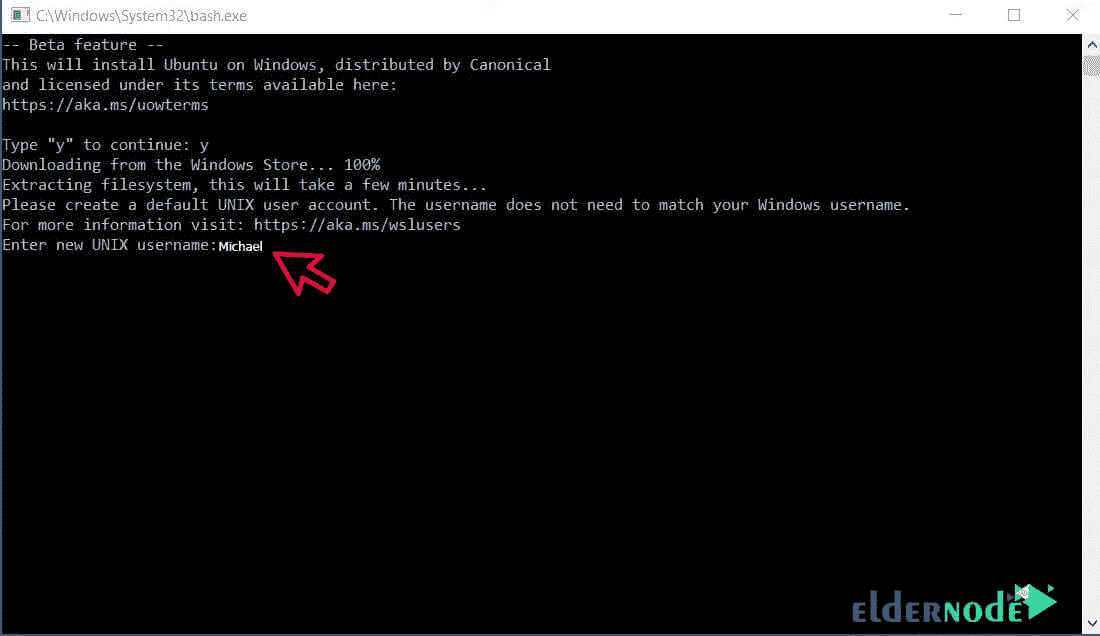 C:\Windows\System32\bash.exe
-- Beta feature --
This will install Ubuntu on Windows, distributed by Canonical
and licensed under its terms available here:
https://aka.ms/uowterms
Type "y" to continue: y
Downloading from the Windows Store... 100%
Extracting filesystem, this will take a few minutes...
Please create a default UNIX user account. The username does not need to match your Windows username.
For more information visit: https://aka.ms/wslusers
Enter new UNIX username:Michael
elderNode